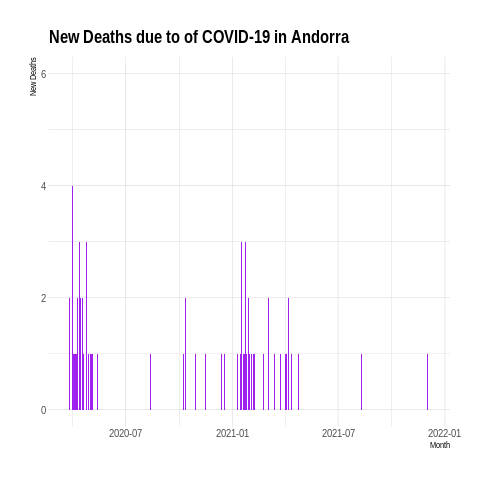 New Deaths due to of COVID-19 in Andorra
New Deaths
6
4
2
0
2020-07
2021-01
2021-07
2022-01
Month